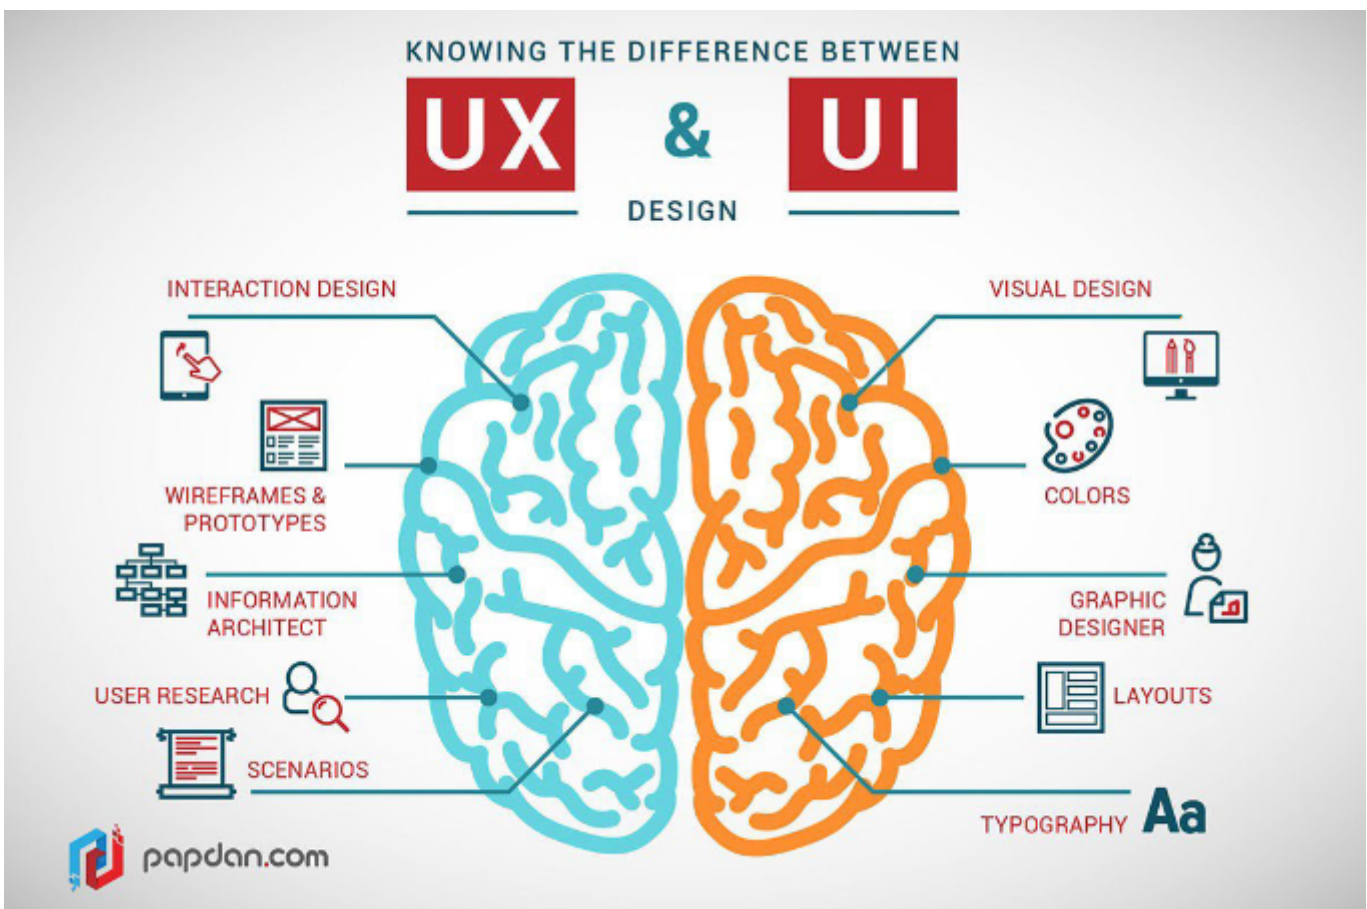 KNOWING THE DIFFERENCE BETWEEN
UX & UI
DESIGN
INTERACTION DESIGN
WIREFRAMES &
PROTOTYPES
INFORMATION
ARCHITECT
USER RESEARCH
SCENARIOS
VISUAL DESIGN
COLORS
GRAPHIC
DESIGNER
LAYOUTS
TYPOGRAPHY Aa
papdan.com